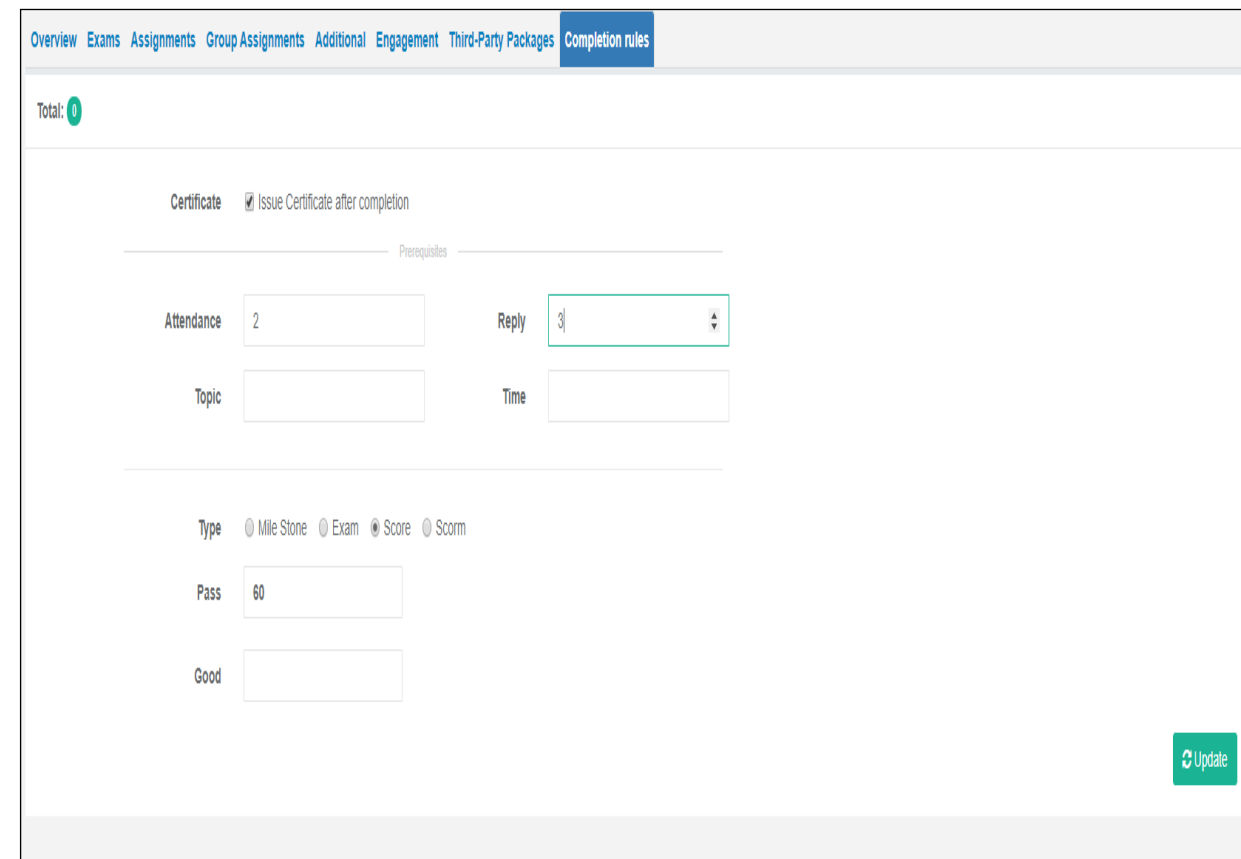 Overview Exams Assignments Group Assignments Additional Engagement Third-Party Packages Completion rules
Total: 0
Certificate Issue Certificate after completion
Prerequisites
Attendance 2 Reply 3
Topic Time
Type Mile Stone Exam Score Scorm
Pass 60
Good
Update